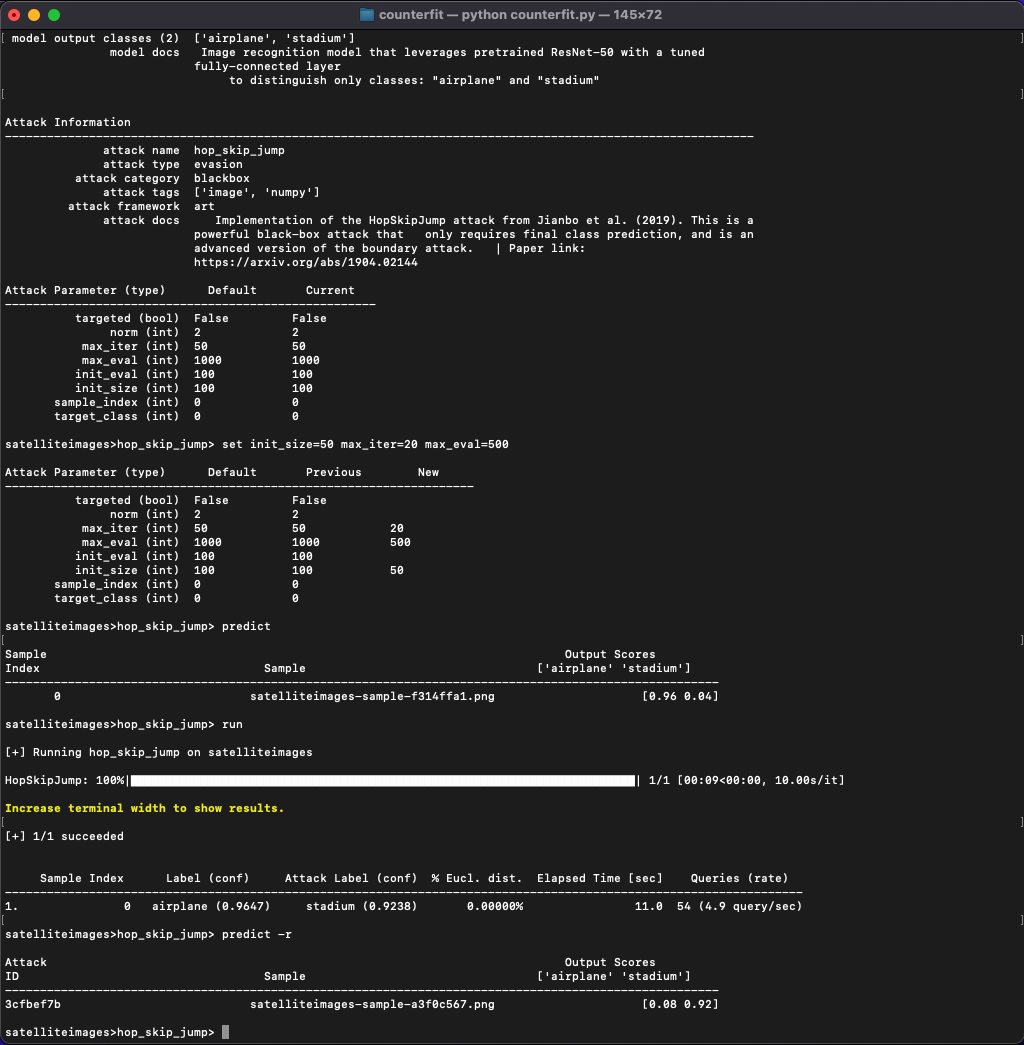 counterfit — python counterfit.py — 145×72
[ model output classes (2)  ['airplane', 'stadium']
model docs   Image recognition model that leverages pretrained ResNet-50 with a tuned
fully-connected layer
to distinguish only classes: "airplane" and "stadium"
[ ]
Attack Information
————————————————————————————————————————
attack name  hop_skip_jump
attack type  evasion
attack category  blackbox
attack tags  ['image', 'numpy']
attack framework  art
attack docs     Implementation of the HopSkipJump attack from Jianbo et al. (2019). This is a
powerful black-box attack that   only requires final class prediction, and is an
advanced version of the boundary attack.   | Paper link:
https://arxiv.org/abs/1904.02144
Attack Parameter (type)      Default       Current
————————————————————————————————————————
targeted (bool)  False         False
norm (int)  2             2
max_iter (int)  50            50
max_eval (int)  1000          1000
init_eval (int)  100           100
init_size (int)  100           100
sample_index (int)  0             0
target_class (int)  0             0
satelliteimages>hop_skip_jump> set init_size=50 max_iter=20 max_eval=500
Attack Parameter (type)      Default       Previous        New
————————————————————————————————————————
targeted (bool)  False         False
norm (int)  2             2
max_iter (int)  50            50            20
max_eval (int)  1000          1000          500
init_eval (int)  100           100
init_size (int)  100           100           50
sample_index (int)  0             0
target_class (int)  0             0
satelliteimages>hop_skip_jump> predict
[ ]
Sample                                Output Scores
Index                Sample                ['airplane' 'stadium']
————————————————————————————————————————
0                satelliteimages-sample-f314ffa1.png                [0.96 0.04]
satelliteimages>hop_skip_jump> run
[+] Running hop_skip_jump on satelliteimages
HopSkipJump: 100%|██████████████████████████████| 1/1 [00:09<00:00, 10.00s/it]
Increase terminal width to show results.
[ ]
[+] 1/1 succeeded
Sample Index      Label (conf)     Attack Label (conf)  % Eucl. dist.  Elapsed Time [sec]    Queries (rate)
————————————————————————————————————————
1.               0   airplane (0.9647)     stadium (0.9238)       0.00000%                11.0  54 (4.9 query/sec)
[ ]
satelliteimages>hop_skip_jump> predict -r
Attack                                Output Scores
ID                Sample                ['airplane' 'stadium']
————————————————————————————————————————
3cfbef7b                satelliteimages-sample-a3f0c567.png                [0.08 0.92]
satelliteimages>hop_skip_jump>